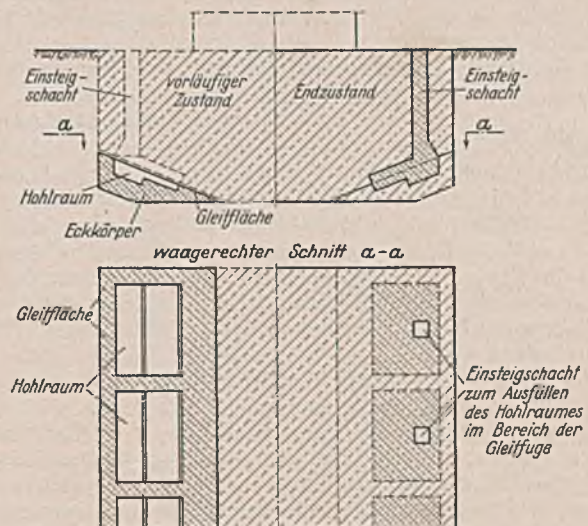 Einsteig-
schacht
vorläufiger
Zustand
Endzustand
Einsteig-
schacht
a
a
Hohlraum
Gleitfläche
Eckkörper
waagerechter Schnitt a-a
Gleitfläche
Hohlraum
Einsteigschacht
zum Ausfüllen
des Hohlraumes
im Bereich der
Gleitfuge